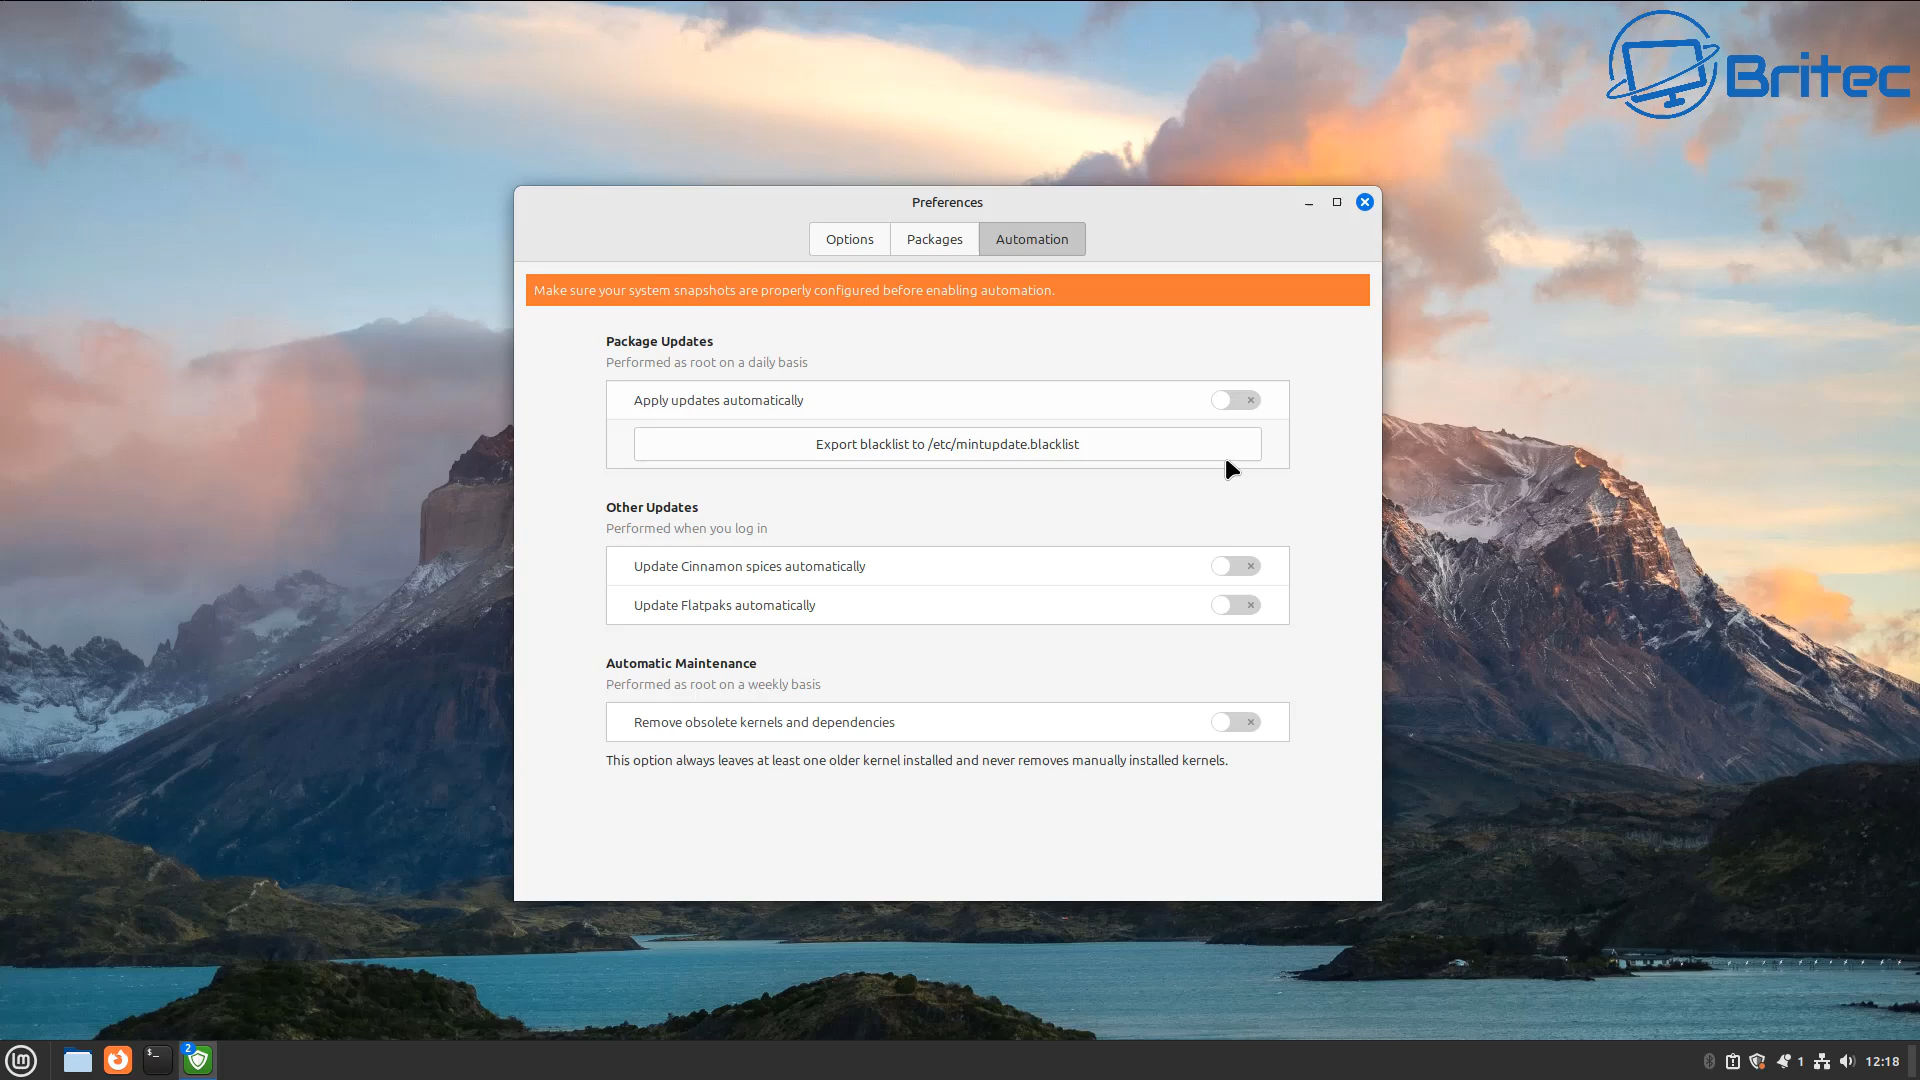 Britec
Preferences
Options Packages Automation
Make sure your system snapshots are properly configured before enabling automation.
Package Updates
Performed as root on a daily basis
Apply updates automatically
Export blacklist to /etc/mintupdate.blacklist
Other Updates
Performed when you log in
Update Cinnamon spices automatically
Update Flatpaks automatically
Automatic Maintenance
Performed as root on a weekly basis
Remove obsolete kernels and dependencies
This option always leaves at least one older kernel installed and never removes manually installed kernels.
$_ 2 1 12:18